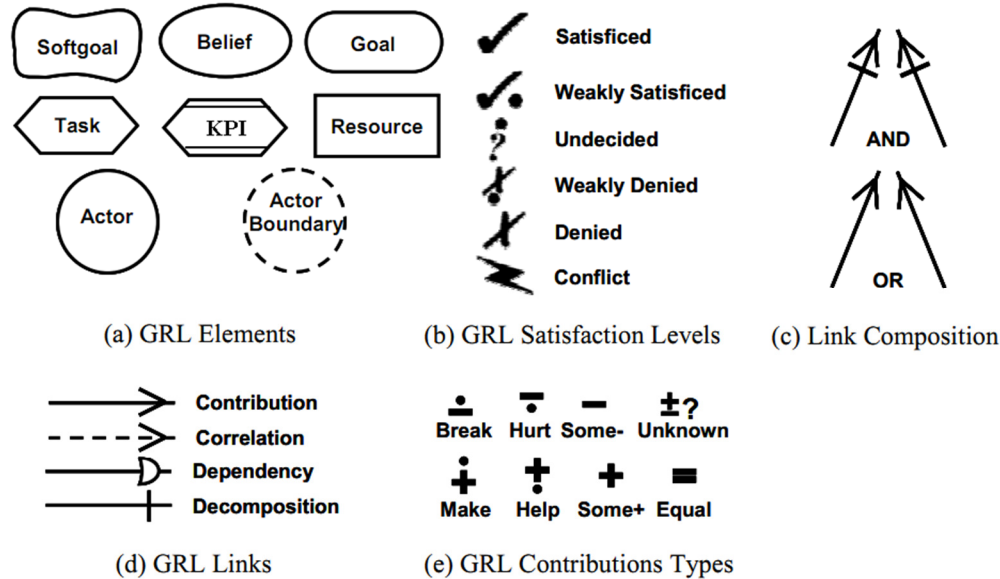 Softgoal
Belief
Goal
Task
KPI
Resource
Actor
Actor
Boundary
(a) GRL Elements
Satisficed
Weakly Satisficed
Undecided
Weakly Denied
Denied
Conflict
(b) GRL Satisfaction Levels
AND
OR
(c) Link Composition
Contribution
Correlation
Dependency
Decomposition
(d) GRL Links
Break Hurt Some- Unknown
Make Help Some+ Equal
(e) GRL Contributions Types